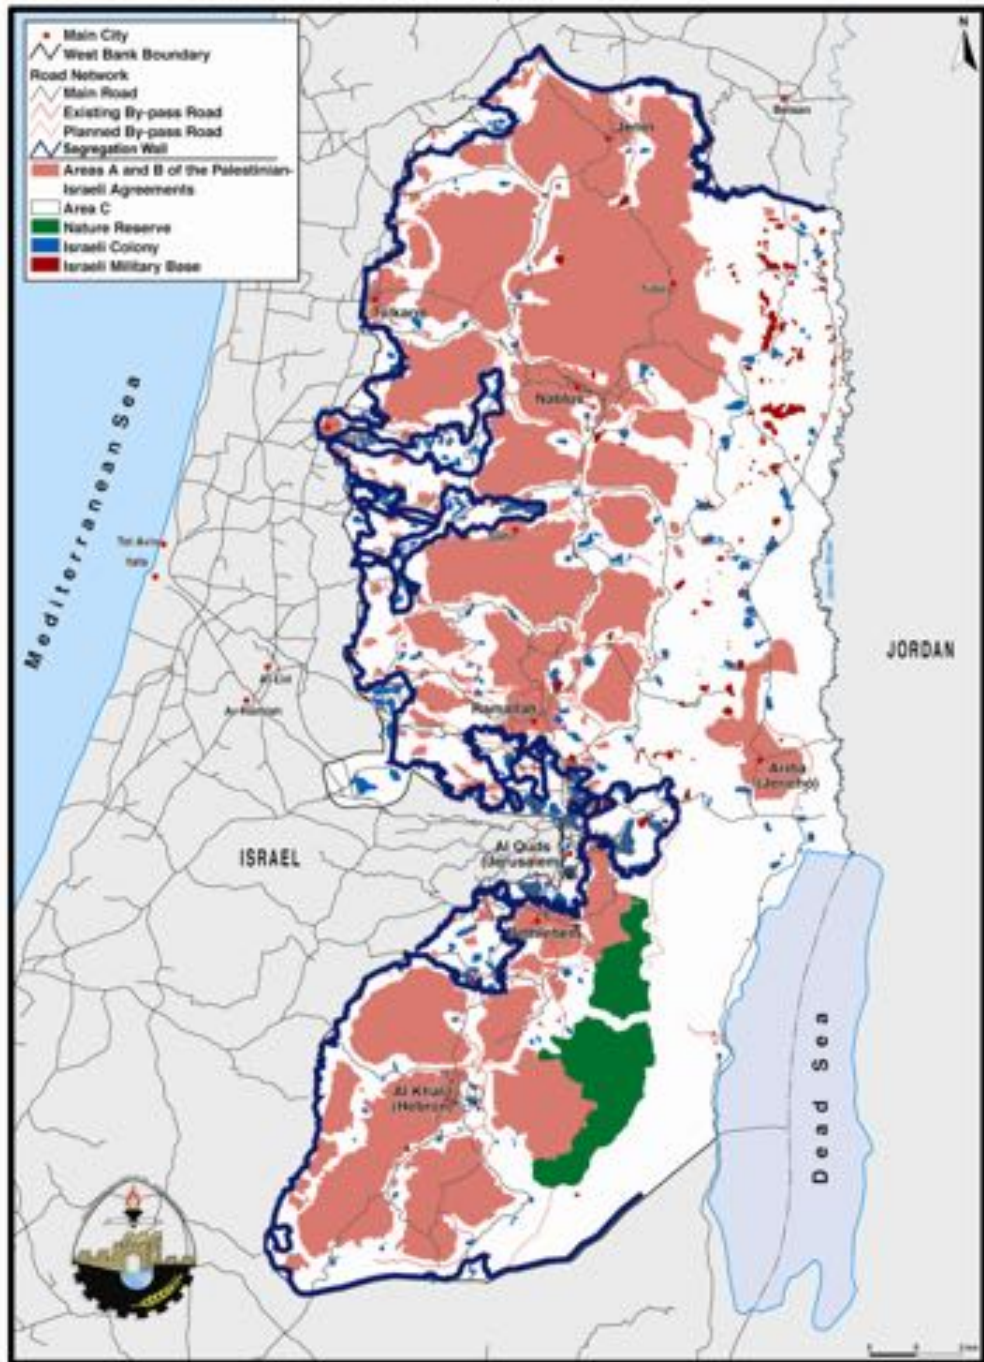 Main City
West Bank Boundary
Road Network
Main Road
Existing By-pass Road
Planned By-pass Road
Segregation Wall
Areas A and B of the Palestinian-
Israeli Agreements
Area C
Nature Reserve
Israeli Colony
Israeli Military Base
N
Jenin
Tulkarm
Nablus
Mediterranean Sea
Tel Aviv
JORDAN
Ramallah
Ariha
(Jericho)
ISRAEL
Al Quds
(Jerusalem)
Bethlehem
Al Khalil
(Hebron)
Dead Sea